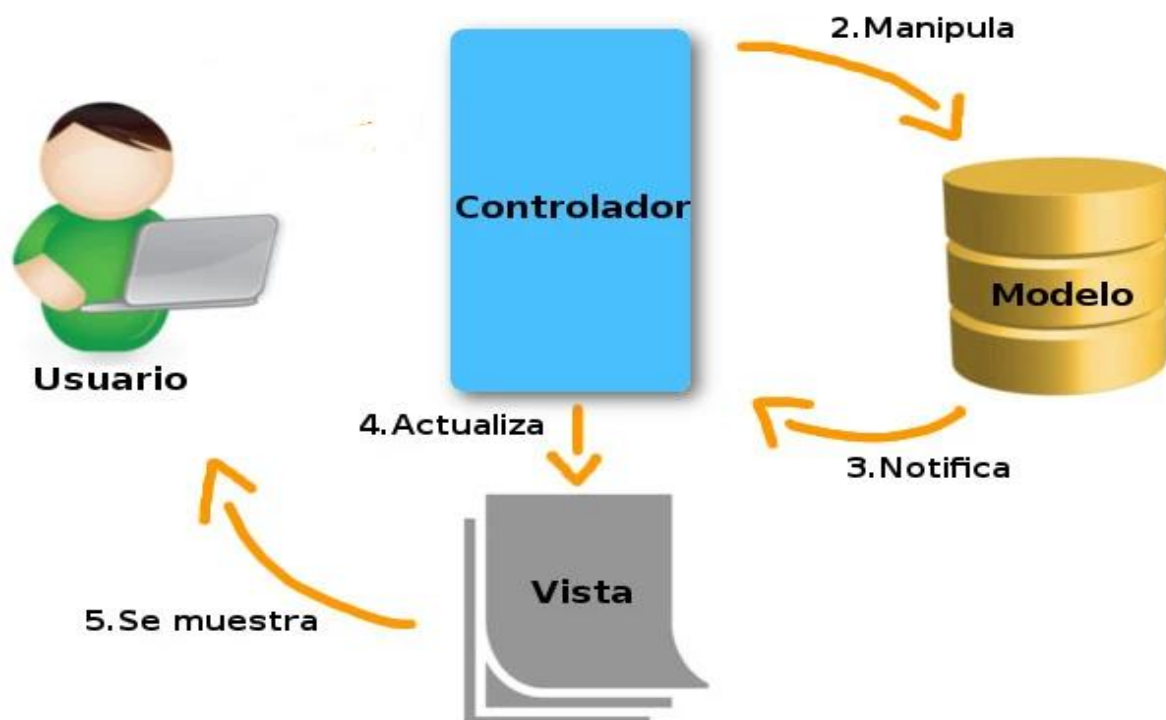 2.Manipula
Controlador
Modelo
Usuario
4.Actualiza
3.Notifica
Vista
5.Se muestra